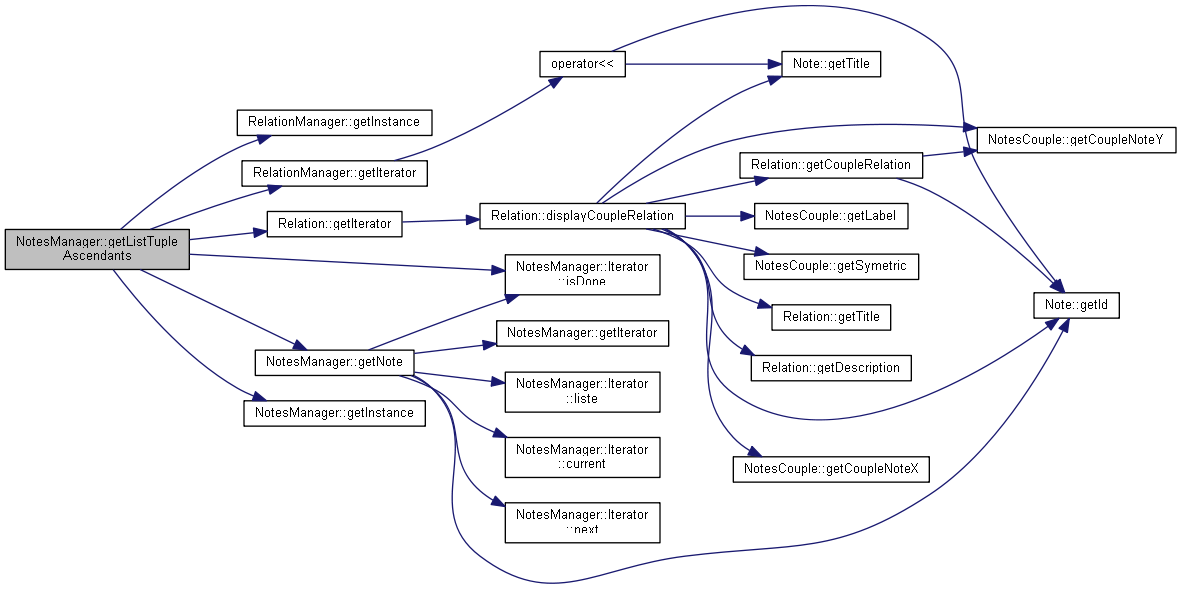 operator<<
Note::getTitle
RelationManager::getInstance
NotesCouple::getCoupleNoteY
Relation::getCoupleRelation
RelationManager::getIterator
Relation::displayCoupleRelation
NotesCouple::getLabel
Relation::getIterator
NotesManager::getListTuple
Ascendants
NotesManager::Iterator
::isDone
NotesCouple::getSymetric
Note::getId
Relation::getTitle
NotesManager::getIterator
NotesManager::getNote
Relation::getDescription
NotesManager::Iterator
::liste
NotesManager::getInstance
NotesManager::Iterator
::current
NotesCouple::getCoupleNoteX
NotesManager::Iterator
::next